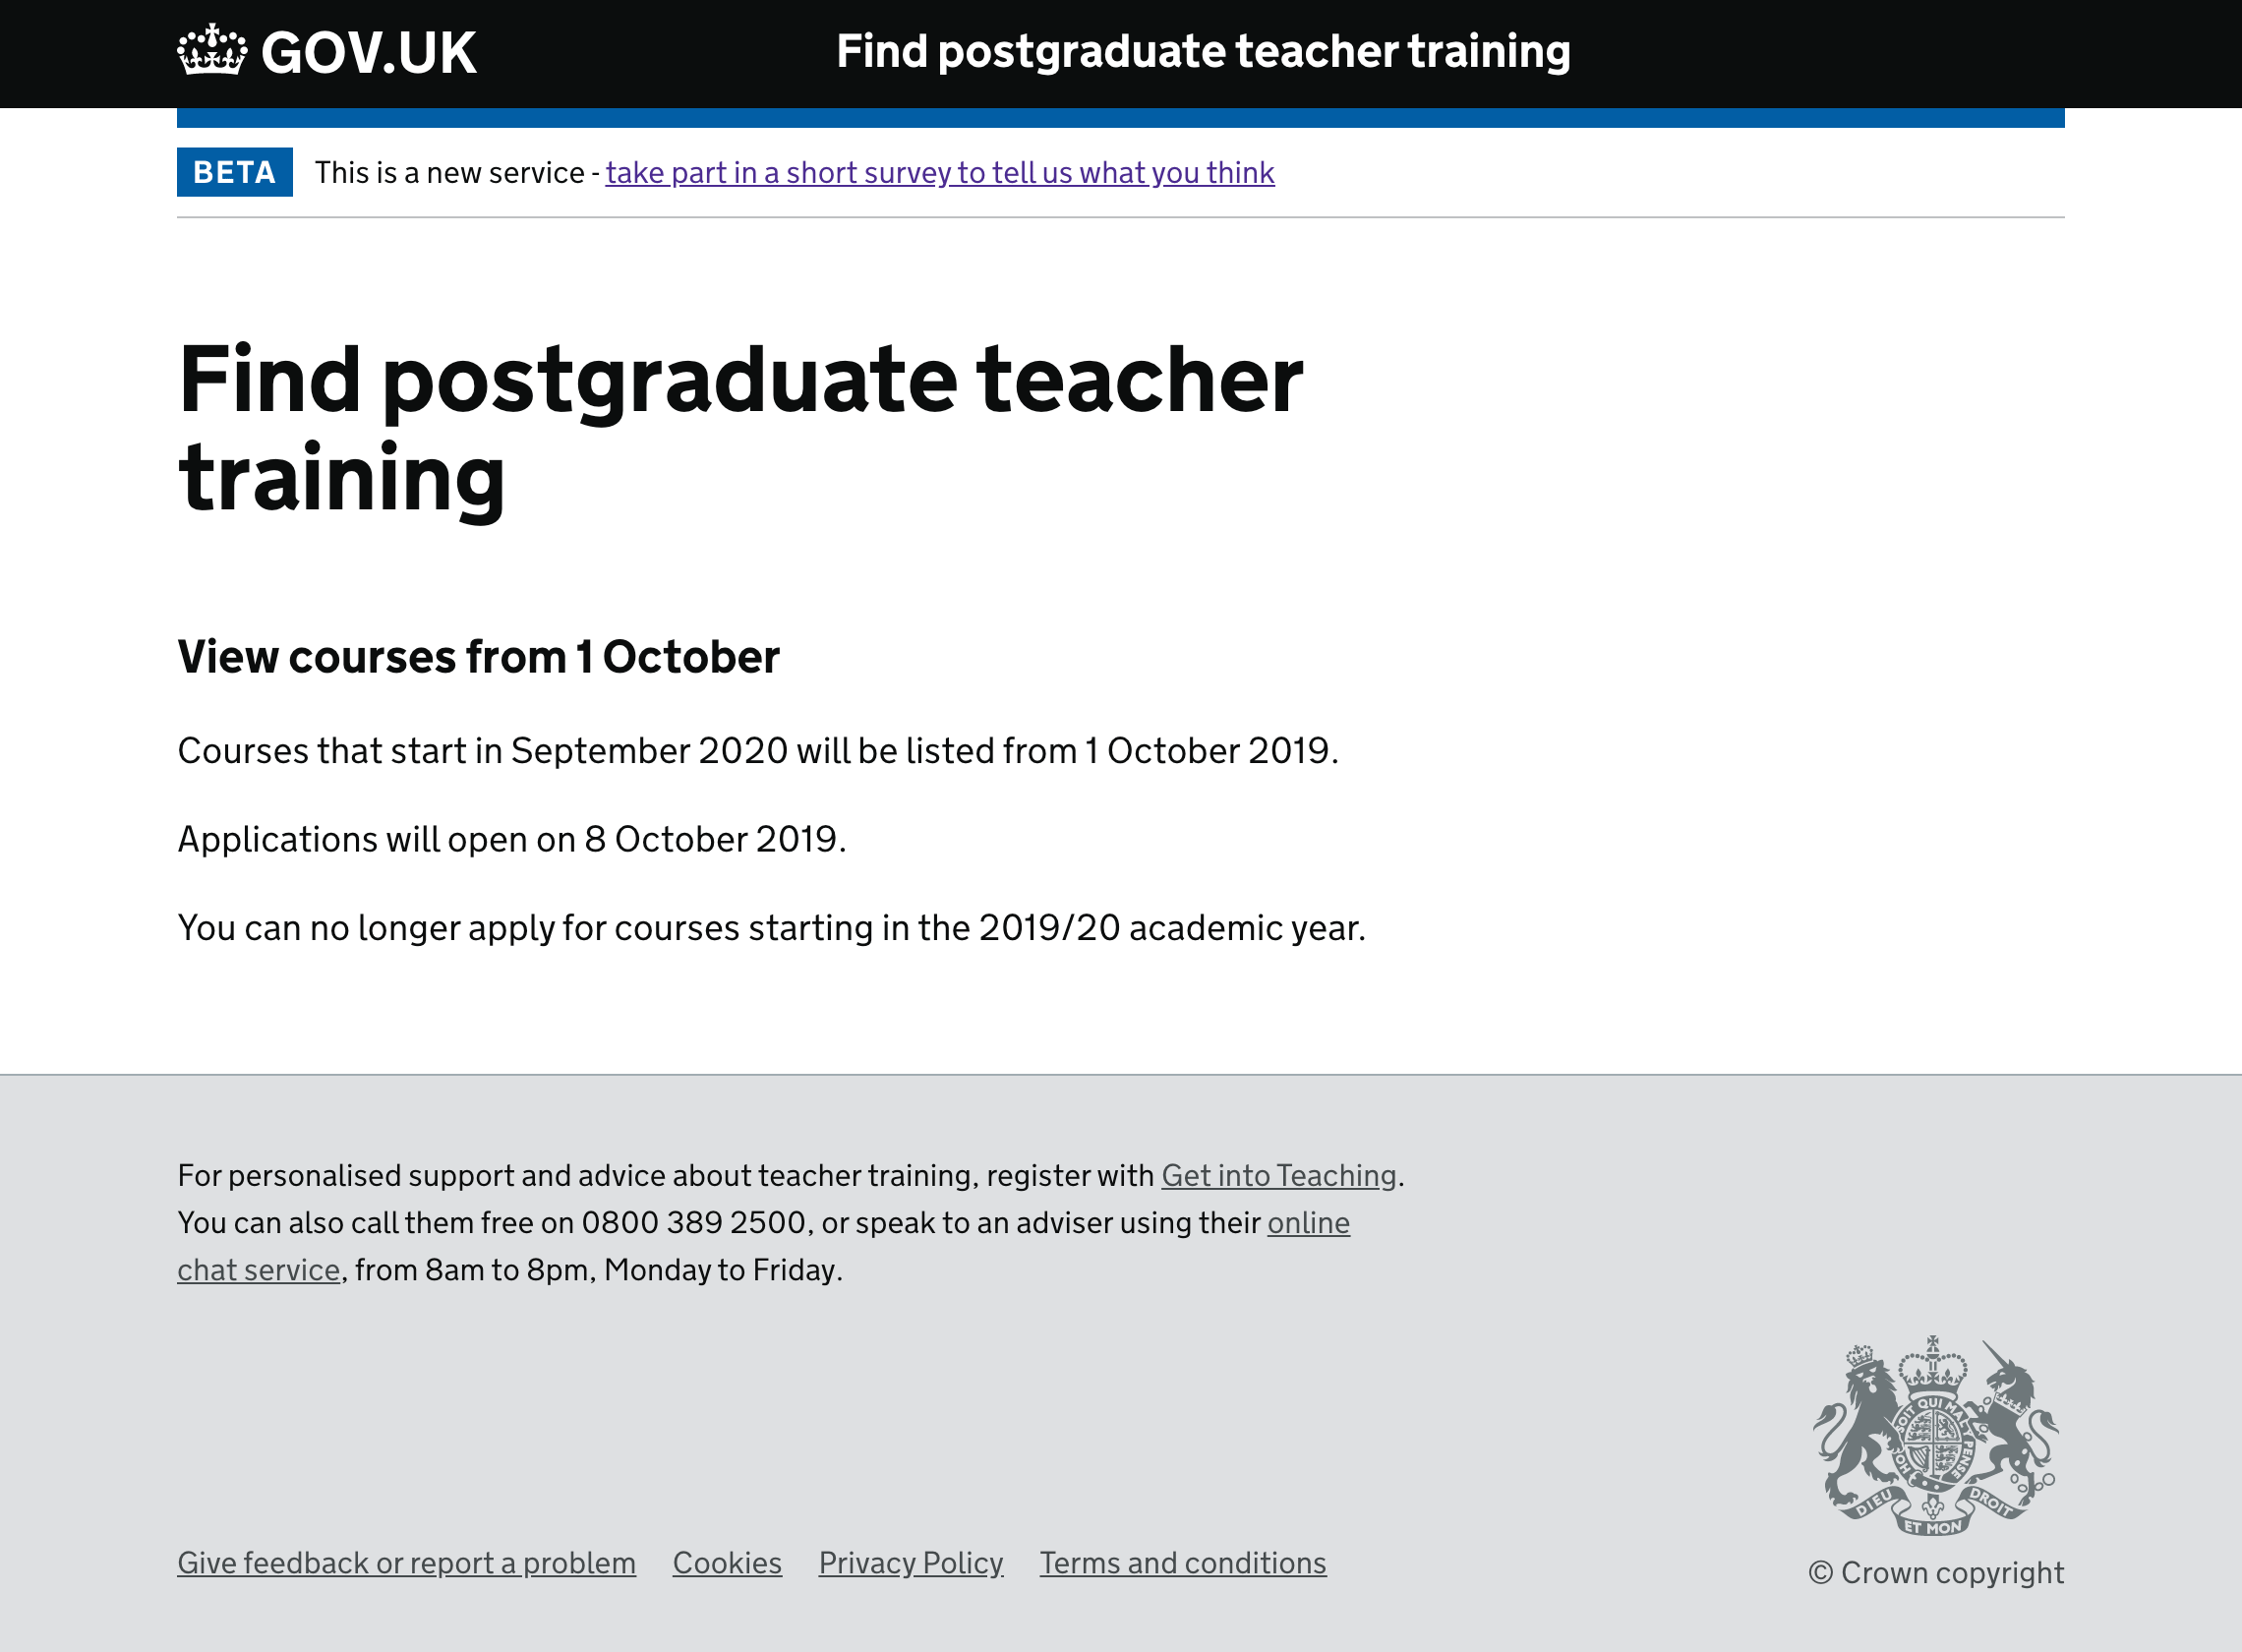 GOV.UK
Find postgraduate teacher training
BETA
This is a new service - take part in a short survey to tell us what you think
Find postgraduate teacher
training
View courses from 1 October
Courses that start in September 2020 will be listed from 1 October 2019.
Applications will open on 8 October 2019.
You can no longer apply for courses starting in the 2019/20 academic year.
For personalised support and advice about teacher training, register with Get into Teaching.
You can also call them free on 0800 389 2500, or speak to an adviser using their online
chat service, from 8am to 8pm, Monday to Friday.
SOIT QUI MAL Y PENSE
DIEU ET MON DROIT
Give feedback or report a problem
Cookies
Privacy Policy
Terms and conditions
© Crown copyright